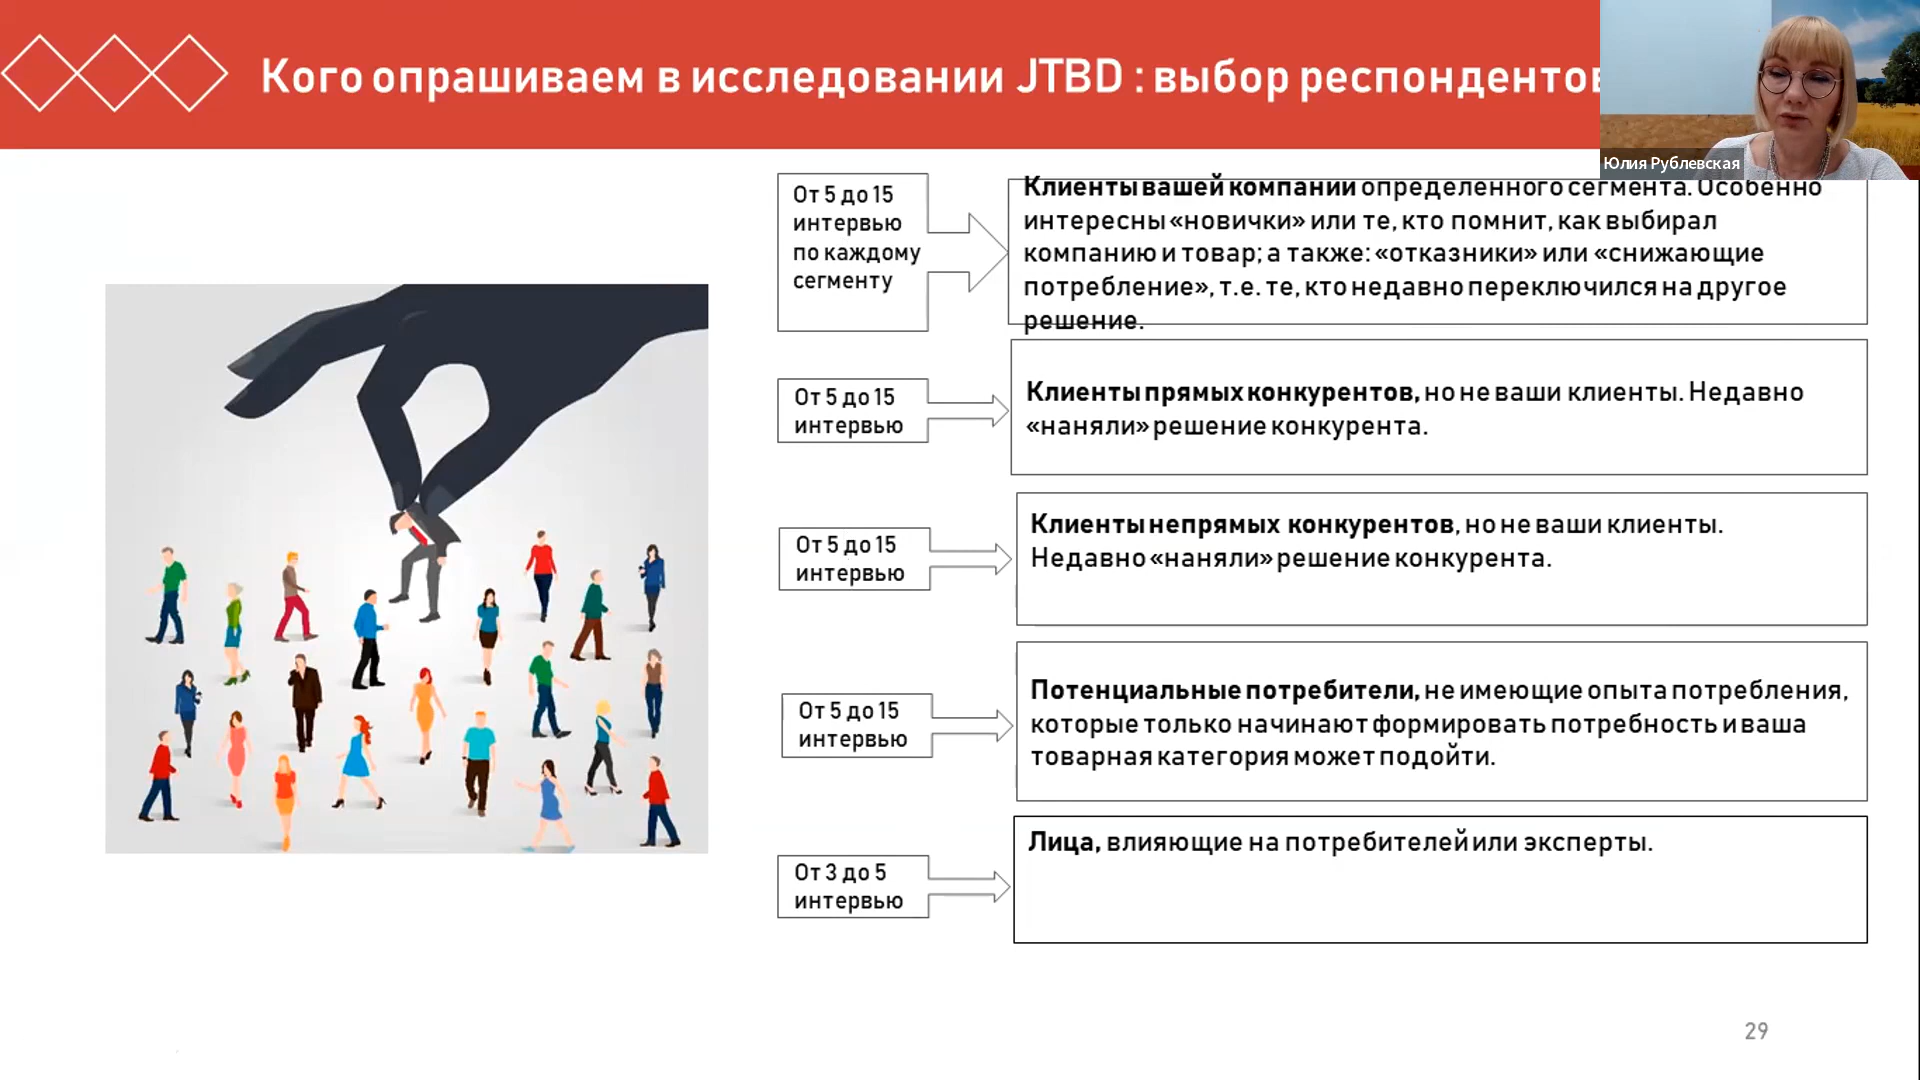 Кого опрашиваем в исследовании JTBD : выбор респондентов
Юлия Рублевская
От 5 до 15
интервью
по каждому
сегменту
Клиенты вашей компании определенного сегмента. Особенно
интересны «новички» или те, кто помнит, как выбирал
компанию и товар; а также: «отказники» или «снижающие
потребление», т.е. те, кто недавно переключился на другое
решение.
От 5 до 15
интервью
Клиенты прямых конкурентов, но не ваши клиенты. Недавно
«наняли» решение конкурента.
От 5 до 15
интервью
Клиенты непрямых конкурентов, но не ваши клиенты.
Недавно «наняли» решение конкурента.
От 5 до 15
интервью
Потенциальные потребители, не имеющие опыта потребления,
которые только начинают формировать потребность и ваша
товарная категория может подойти.
От 3 до 5
интервью
Лица, влияющие на потребителей или эксперты.
29